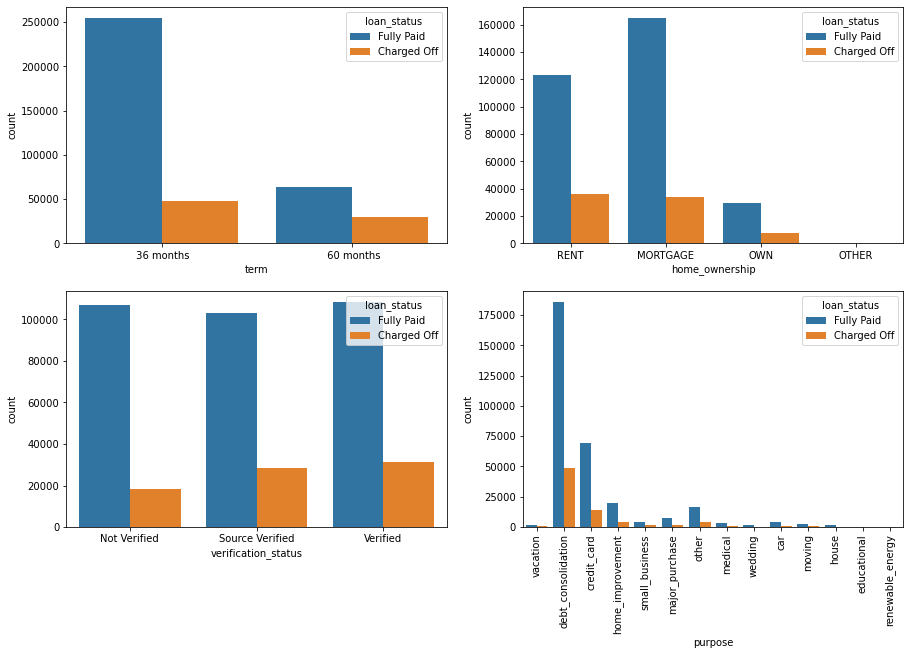 loan_status
Fully Paid
Charged Off
250000
200000
150000
100000
50000
0
count
36 months
60 months
term
loan_status
Fully Paid
Charged Off
160000
140000
120000
100000
80000
60000
40000
20000
0
count
RENT
MORTGAGE
OWN
OTHER
home_ownership
loan_status
Fully Paid
Charged Off
100000
80000
60000
40000
20000
0
count
Not Verified
Source Verified
Verified
verification_status
loan_status
Fully Paid
Charged Off
175000
150000
125000
100000
75000
50000
25000
0
count
vacation
debt_consolidation
credit_card
home_improvement
small_business
major_purchase
other
medical
wedding
car
moving
house
educational
renewable_energy
purpose